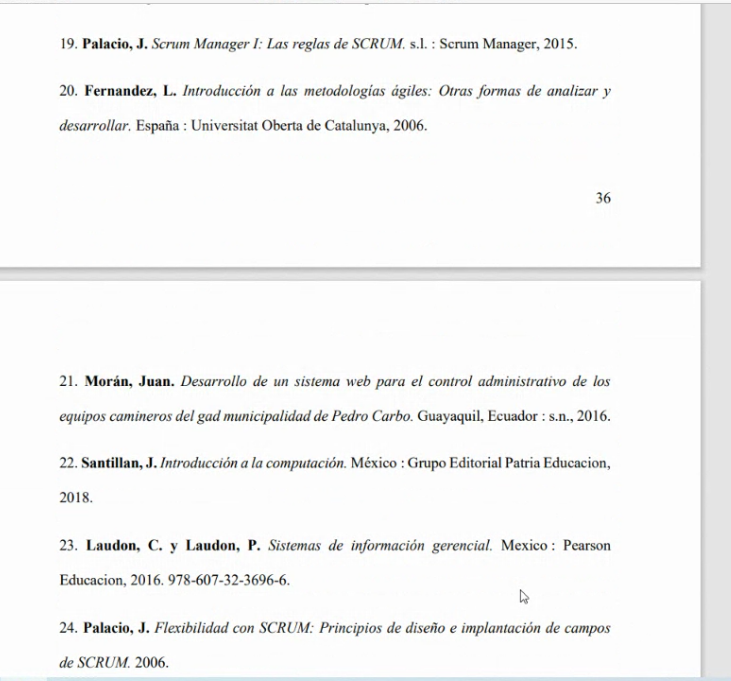 19. Palacio, J. Scrum Manager I: Las reglas de SCRUM. s.l. : Scrum Manager, 2015.
20. Fernandez, L. Introducción a las metodologías ágiles: Otras formas de analizar y
desarrollar. España : Universitat Oberta de Catalunya, 2006.
36
21. Morán, Juan. Desarrollo de un sistema web para el control administrativo de los
equipos camineros del gad municipalidad de Pedro Carbo. Guayaquil, Ecuador : s.n., 2016.
22. Santillan, J. Introducción a la computación. México : Grupo Editorial Patria Educacion,
2018.
23. Laudon, C. y Laudon, P. Sistemas de información gerencial. Mexico : Pearson
Educacion, 2016. 978-607-32-3696-6.
24. Palacio, J. Flexibilidad con SCRUM: Principios de diseño e implantación de campos
de SCRUM. 2006.